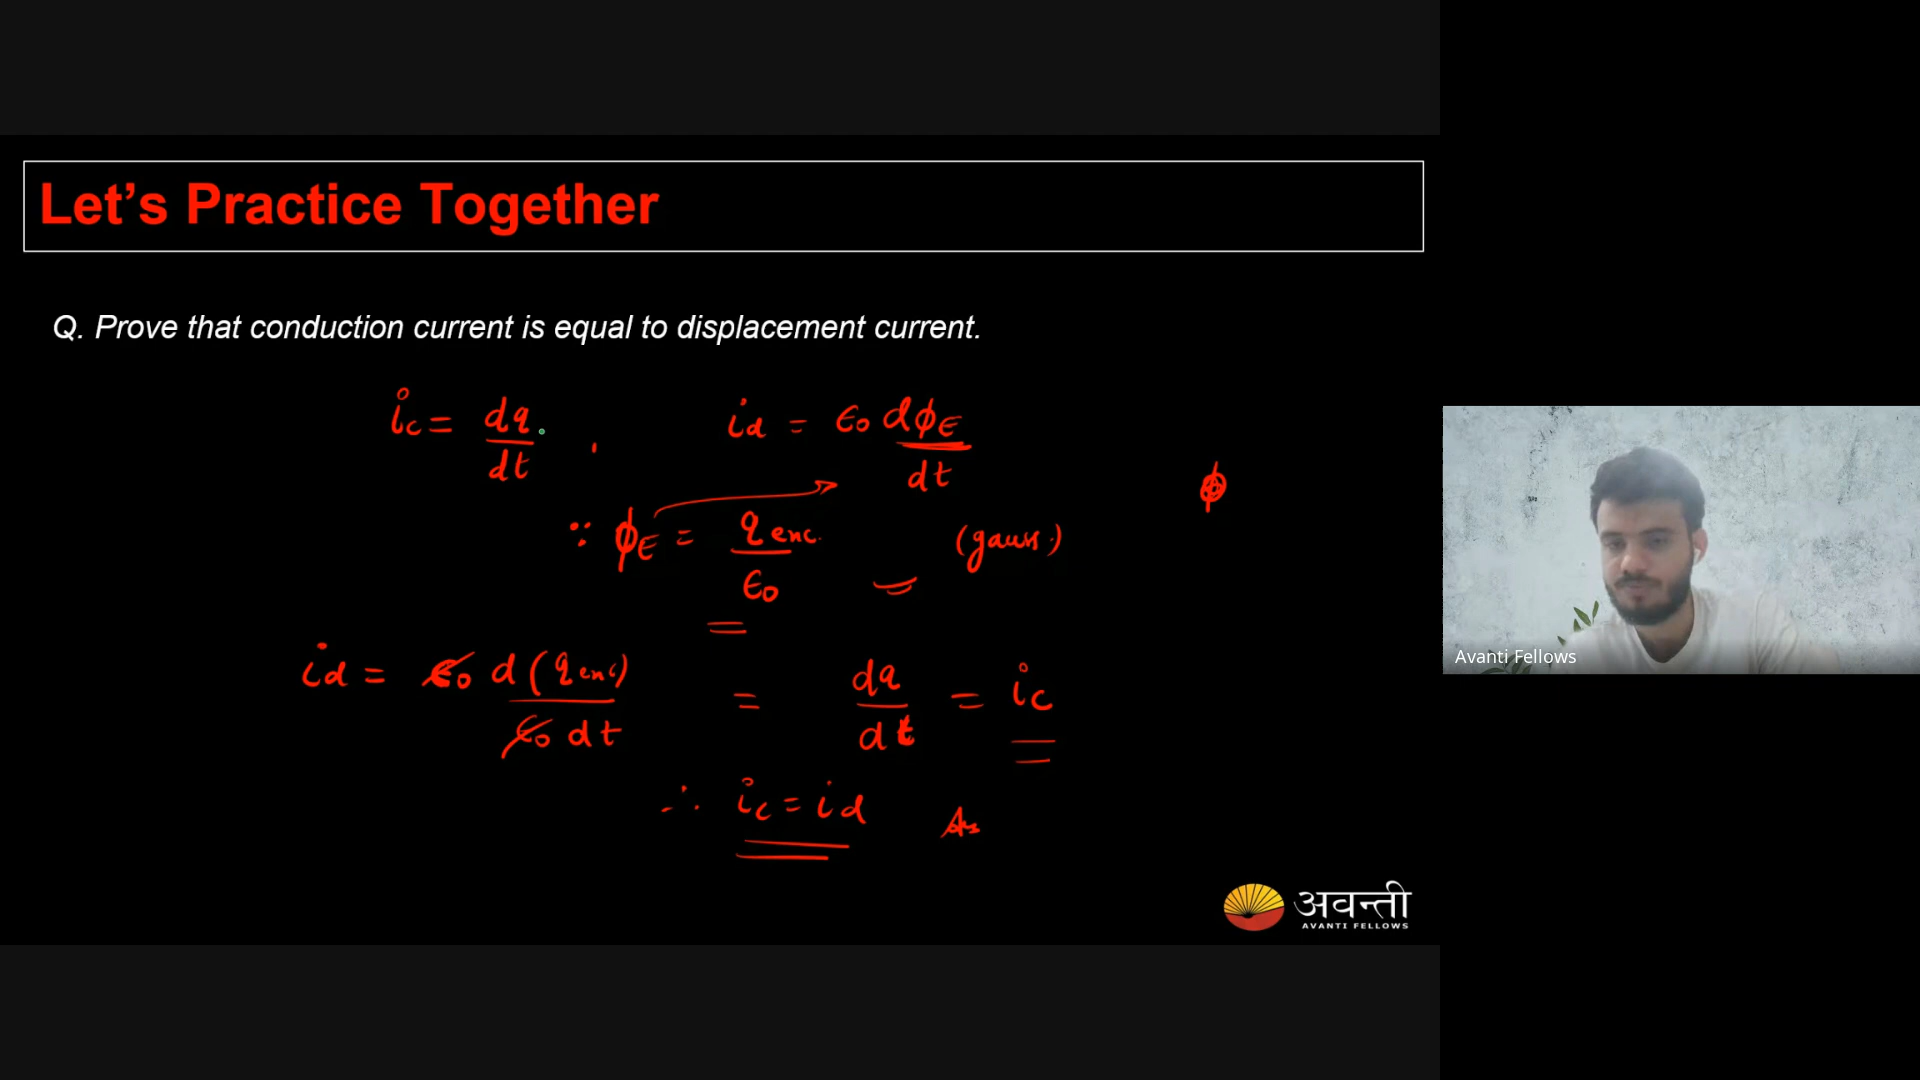 Let's Practice Together
Q. Prove that conduction current is equal to displacement current.
ic = dq/dt , id = ϵ0 dϕE/dt
ϕ
∵ ϕE = qenc./ϵ0 (gauss.)
id = ϵ0 d(qenc)/ϵ0 dt = dq/dt = ic
∴ ic = id Ans
Avanti Fellows
अवन्ती
AVANTI FELLOWS